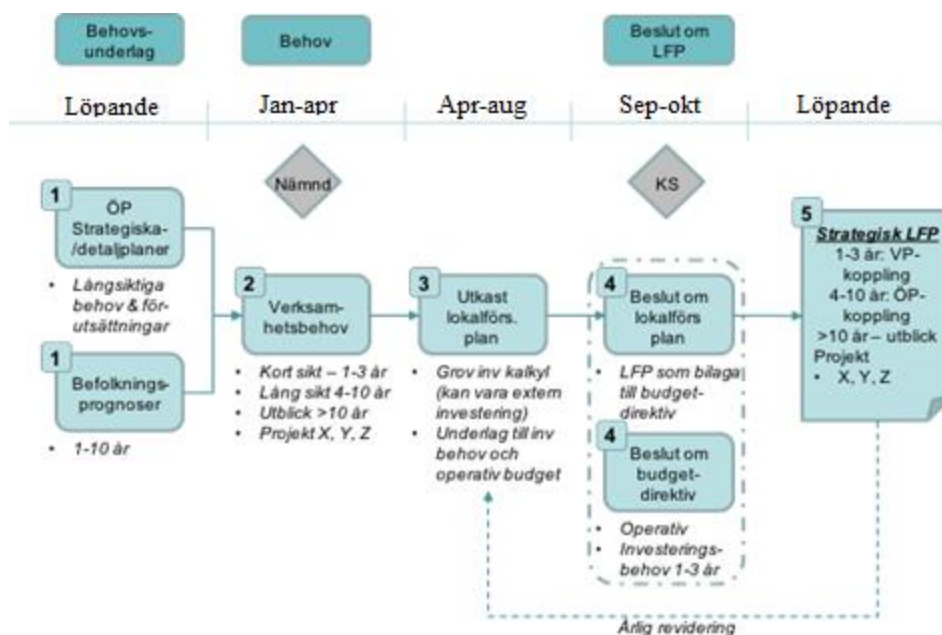 Behovs-
underlag
Behov
Beslut om
LFP
Löpande
Jan-apr
Apr-aug
Sep-okt
Löpande
Nämnd
KS
1
ÖP
Strategiska-
/detaljplaner
• Långsiktiga
behov & för-
utsättningar
1
Befolknings-
prognoser
• 1-10 år
2
Verksam-
hetsbehov
• Kort sikt – 1-3 år
• Lång sikt 4-10 år
• Utblick >10 år
• Projekt X, Y, Z
3
Utkast
lokalförs.
plan
• Grov inv kalkyl
(kan vara extern
investering)
• Underlag till inv
behov och
operativ budget
4
Beslut om
lokalförs
plan
• LFP som bilaga
till budget-
direktiv
4
Beslut om
budget-
direktiv
• Operativ
• Investerings-
behov 1-3 år
5
Strategisk LFP
1-3 år: VP-
koppling
4-10 år: ÖP-
koppling
>10 år – utblick
Projekt
• X, Y, Z
Årlig revidering